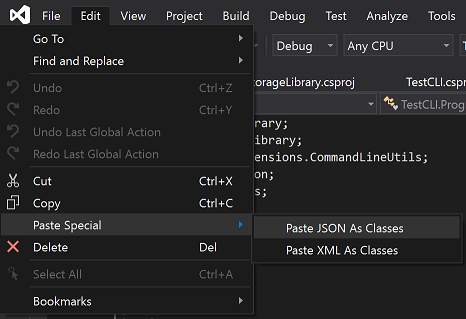 File Edit View Project Build Debug Test Analyze Tools
Go To
Find and Replace
Debug Any CPU
Undo Ctrl+Z
torageLibrary.csproj TestCLI.cspr
Redo Ctrl+Y
TestCLI.Prog
Undo Last Global Action
rary;
Redo Last Global Action
ibrary;
ensions.CommandLineUtils;
Cut Ctrl+X
on;
Copy Ctrl+C
s;
Paste Special
Paste JSON As Classes
Delete Del
Paste XML As Classes
Select All Ctrl+A
Bookmarks